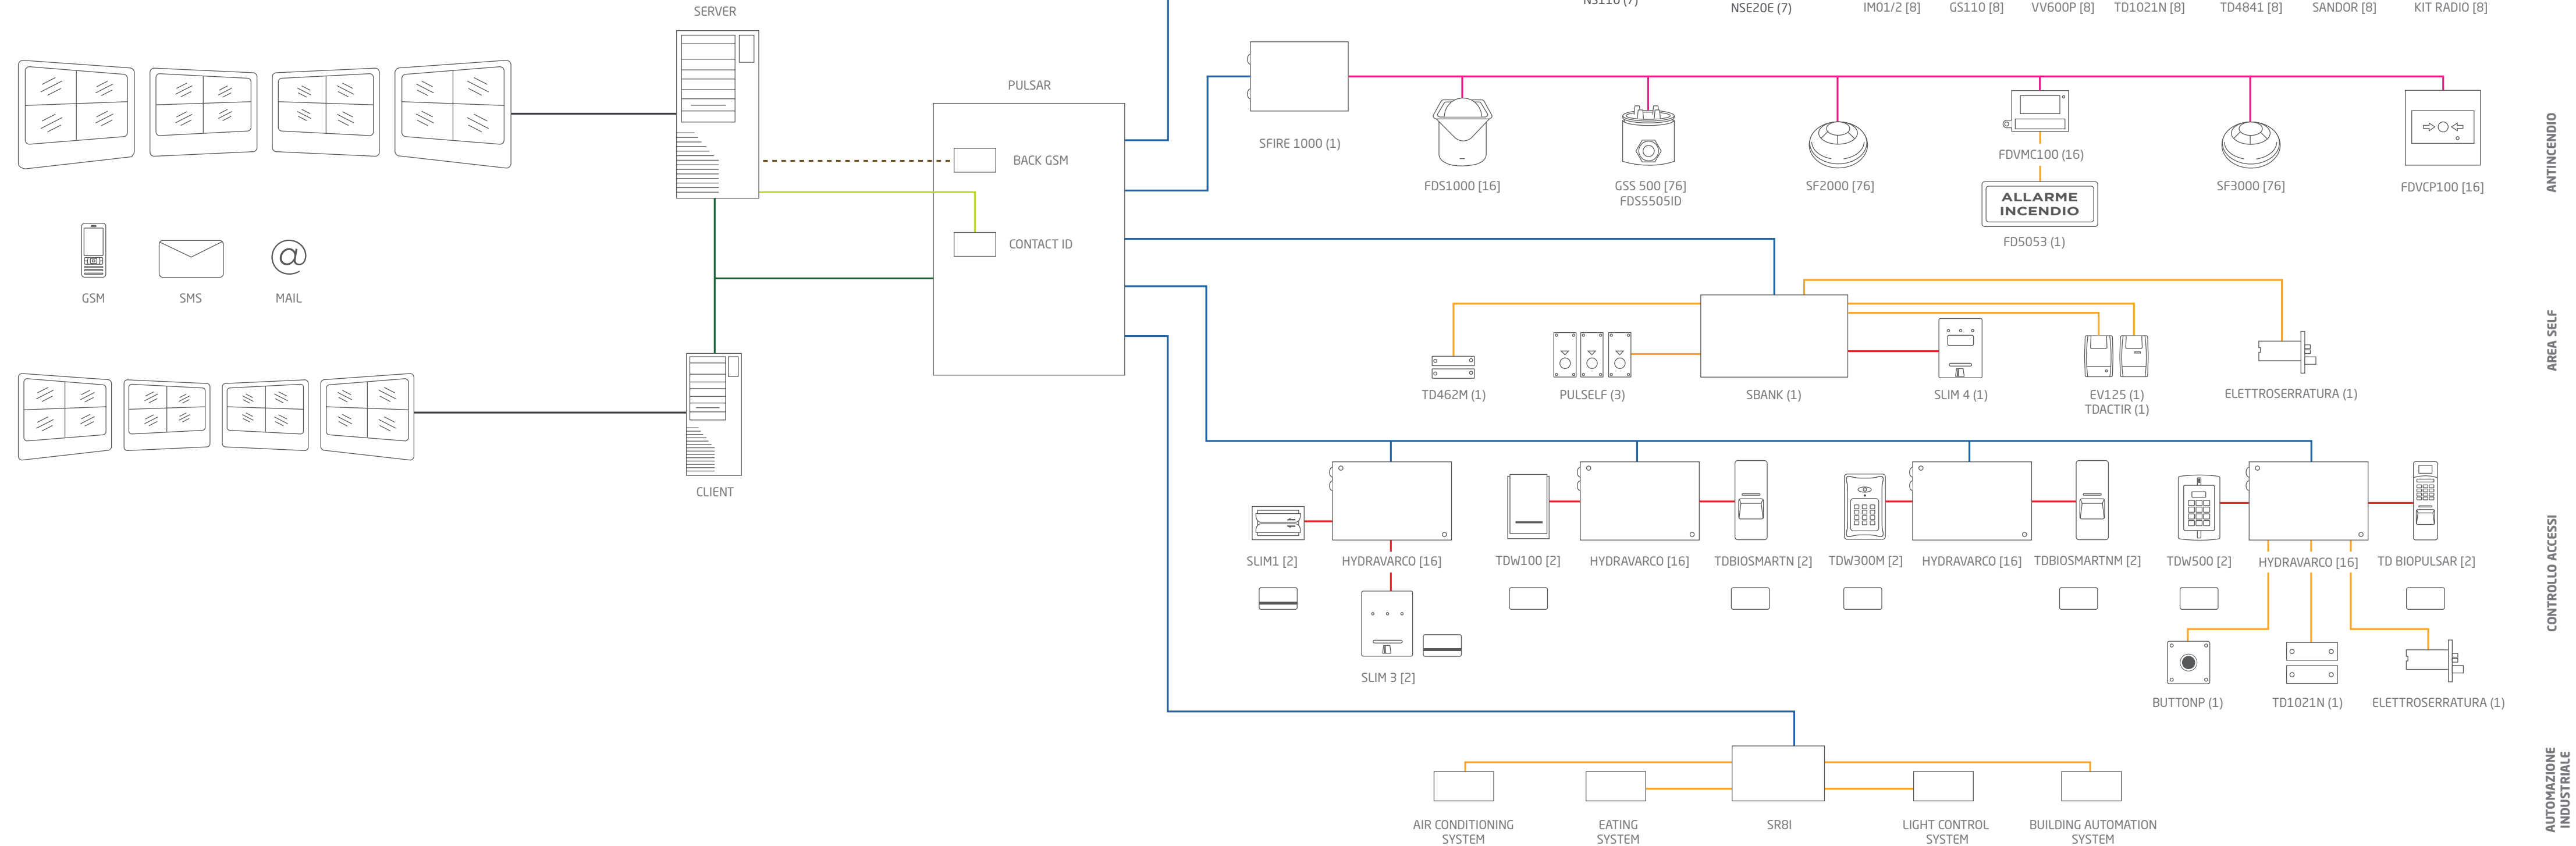 SERVER
NS110 (7)
NSE20E (7)
IM01/2 [8]
GS110 [8]
VV600P [8]
TD1021N [8]
TD4841 [8]
SANDOR [8]
KIT RADIO [8]
PULSAR
BACK GSM
CONTACT ID
SFIRE 1000 (1)
FDS1000 [16]
GSS 500 [76]
FDS5505ID
SF2000 [76]
FDVMC100 (16)
ALLARME
INCENDIO
FD5053 (1)
SF3000 [76]
FDVCP100 [16]
ANTINCENDIO
GSM
SMS
@
MAIL
TD462M (1)
PULSELF (3)
SBANK (1)
SLIM 4 (1)
EV125 (1)
TDACTIR (1)
ELETTROSERRATURA (1)
AREA SELF
CLIENT
SLIM1 [2]
HYDRAVARCO [16]
TDW100 [2]
HYDRAVARCO [16]
TDBIOSMARTN [2]
TDW300M [2]
HYDRAVARCO [16]
TDBIOSMARTNM [2]
TDW500 [2]
HYDRAVARCO [16]
TD BIOPULSAR [2]
SLIM 3 [2]
BUTTONP (1)
TD1021N (1)
ELETTROSERRATURA (1)
CONTROLLO ACCESSI
AIR CONDITIONING
SYSTEM
EATING
SYSTEM
SR8I
LIGHT CONTROL
SYSTEM
BUILDING AUTOMATION
SYSTEM
AUTOMAZIONE
INDUSTRIALE